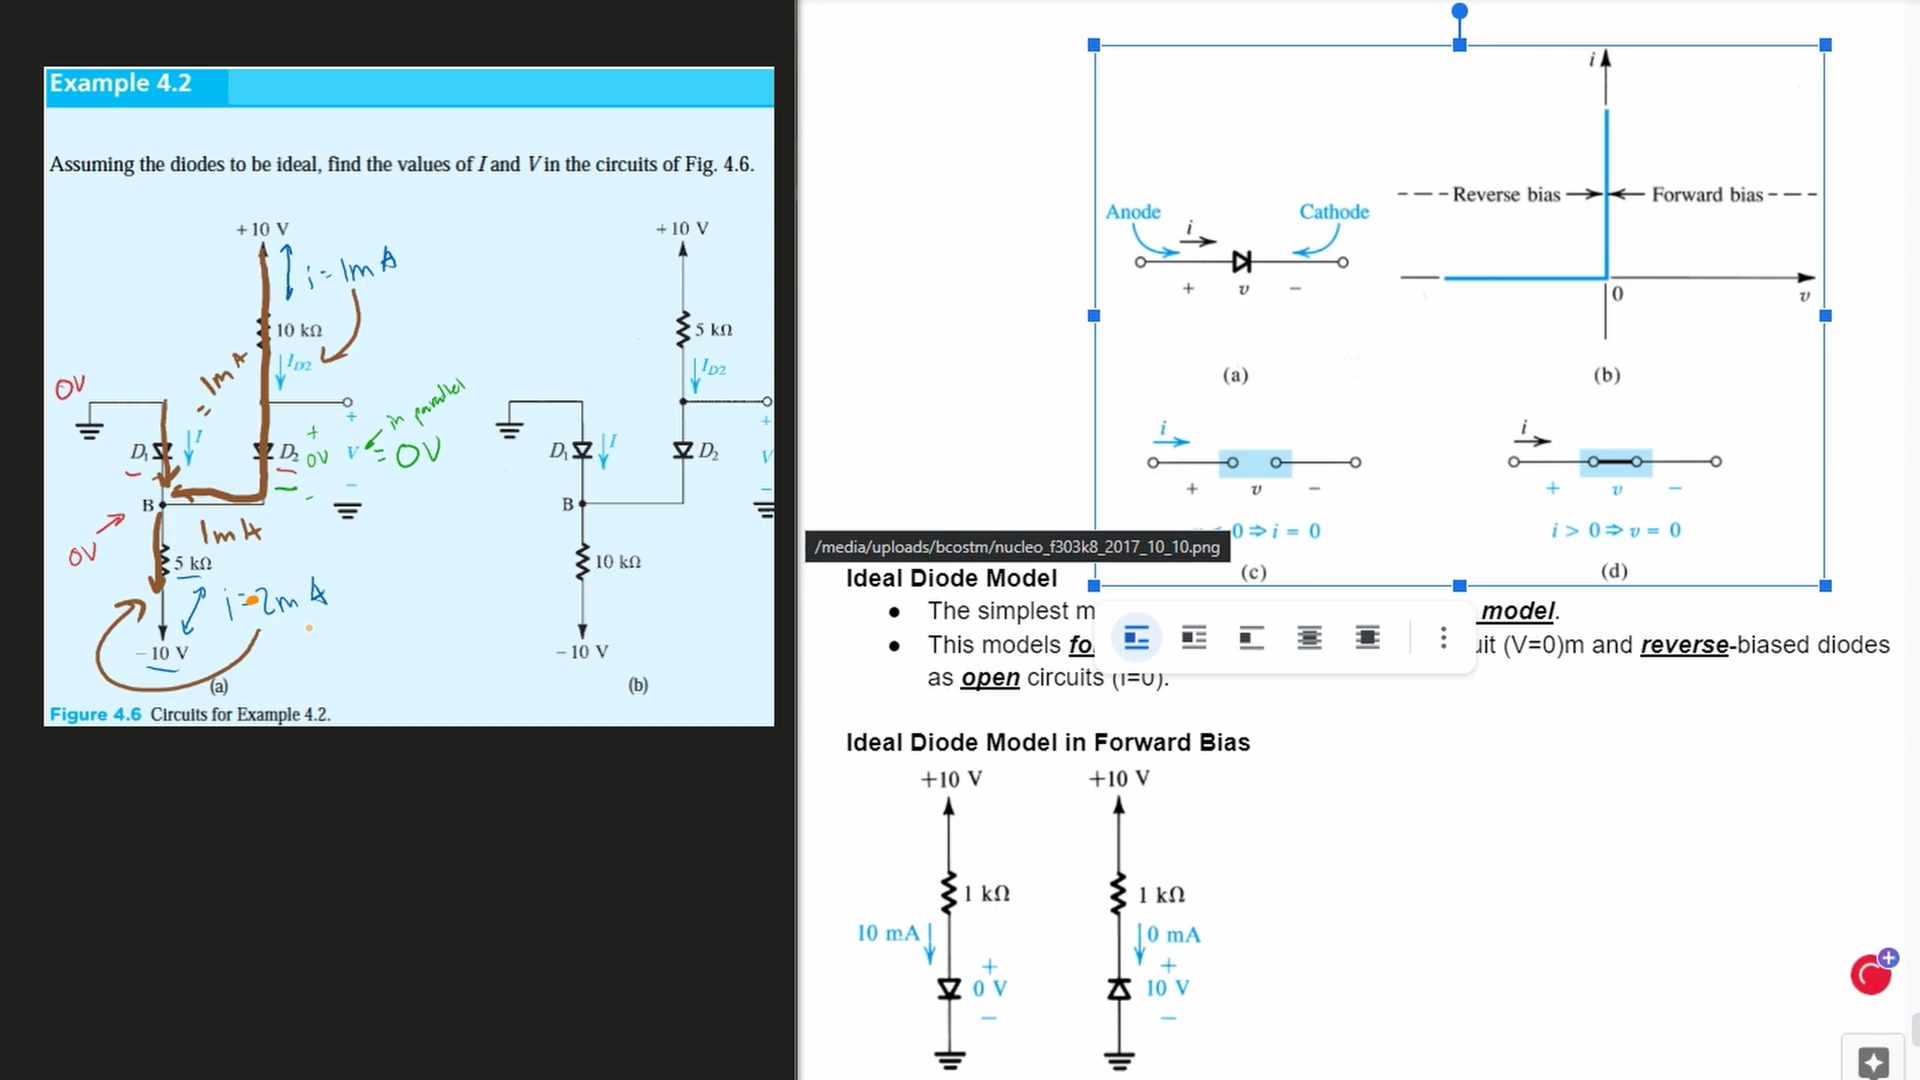 Example 4.2
Assuming the diodes to be ideal, find the values of I and V in the circuits of Fig. 4.6.
+10 V
i = 1mA
10 kΩ
I_D2
= 1mA
0V
in parallel
D₁
I
D₂
+
0V
-
+
V
-
= 0V
B
1mA
0V
5 kΩ
i = 2mA
- 10 V
(a)
+10 V
5 kΩ
I_D2
D₁
I
D₂
+
V
-
B
10 kΩ
- 10 V
(b)
Figure 4.6 Circuits for Example 4.2.
i
Reverse bias
Forward bias
0
v
(b)
Anode
Cathode
i
+ v -
(a)
i
+ v -
0 ⇒ i = 0
(c)
i
+ v -
i > 0 ⇒ v = 0
(d)
/media/uploads/bcostm/nucleo_f303k8_2017_10_10.png
Ideal Diode Model
● The simplest model.
● This models (V=0)m and reverse-biased diodes
as open circuits (i=0).
Ideal Diode Model in Forward Bias
+10 V
1 kΩ
10 mA
+
0 V
-
+10 V
1 kΩ
0 mA
+
10 V
-